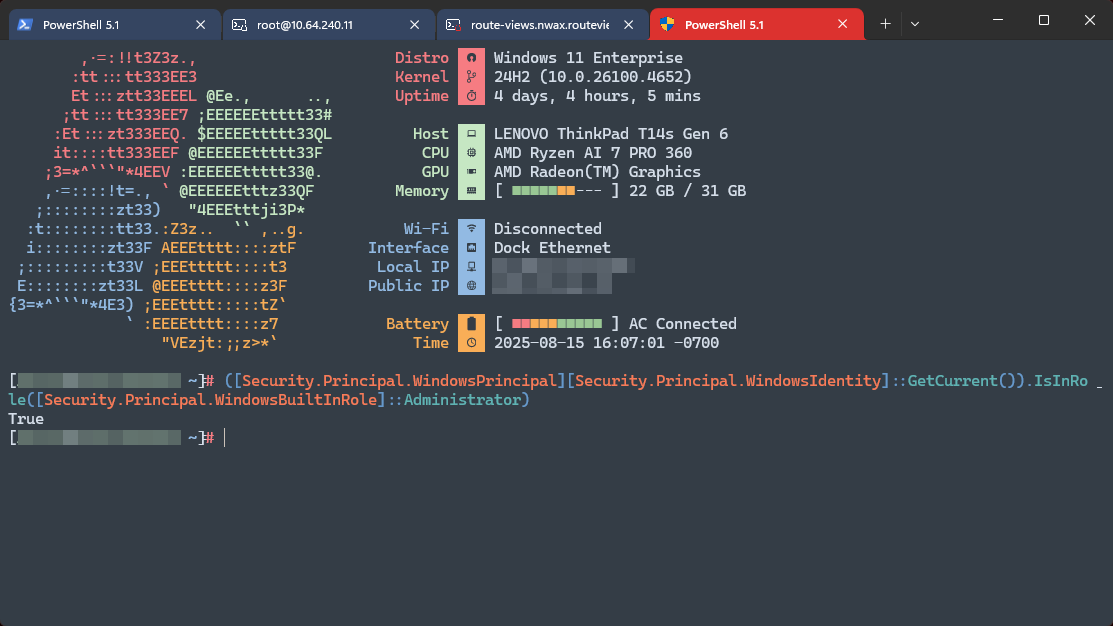 PowerShell 5.1
root@10.64.240.11
route-views.nwax.routevie
PowerShell 5.1
,.=:!!t3Z3z.,
:tt:::tt333EE3
Et:::ztt33EEEL @Ee., ..,
;tt:::tt333EE7 ;EEEEEEttttt33#
:Et:::zt333EEQ. $EEEEEttttt33QL
it::::tt333EEF @EEEEEEttttt33F
;3=*^```"*4EEV :EEEEEEttttt33@.
,.=::::!t=., ` @EEEEEEtttz33QF
;::::::::zt33) "4EEEtttji3P*
:t::::::::tt33.:Z3z.. `` ,..g.
i::::::::zt33F AEEEtttt::::ztF
;:::::::::t33V ;EEEttttt::::t3
E::::::::zt33L @EEEtttt::::z3F
{3=*^```"*4E3) ;EEEtttt:::::tZ`
` :EEEEtttt::::z7
"VEzjt:;;z>*`
Distro Windows 11 Enterprise
Kernel 24H2 (10.0.26100.4652)
Uptime 4 days, 4 hours, 5 mins
Host LENOVO ThinkPad T14s Gen 6
CPU AMD Ryzen AI 7 PRO 360
GPU AMD Radeon(TM) Graphics
Memory [ ■■■■■■■--- ] 22 GB / 31 GB
Wi-Fi Disconnected
Interface Dock Ethernet
Local IP
Public IP
Battery [ ■■■■■■■■■■ ] AC Connected
Time 2025-08-15 16:07:01 -0700
[ ~]# ([Security.Principal.WindowsPrincipal][Security.Principal.WindowsIdentity]::GetCurrent()).IsInRo
le([Security.Principal.WindowsBuiltInRole]::Administrator)
True
[ ~]#